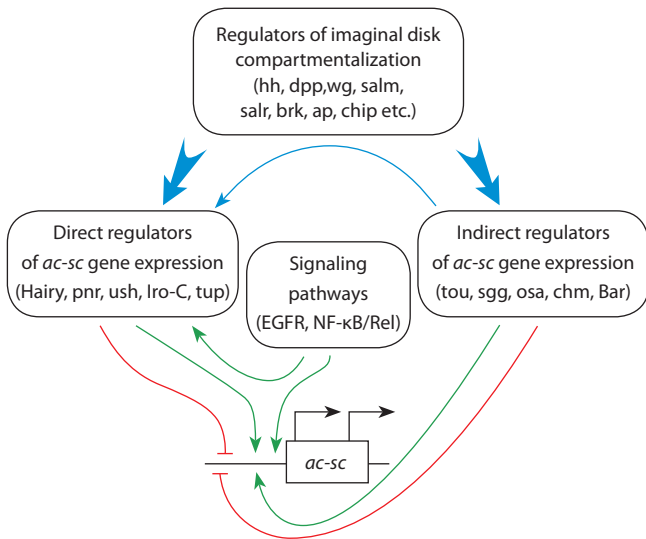 Regulators of imaginal disk
compartmentalization
(hh, dpp,wg, salm,
salr, brk, ap, chip etc.)
Direct regulators
of ac-sc gene expression
(Hairy, pnr, ush, Iro-C, tup)
Signaling
pathways
(EGFR, NF-κB/Rel)
Indirect regulators
of ac-sc gene expression
(tou, sgg, osa, chm, Bar)
ac-sc